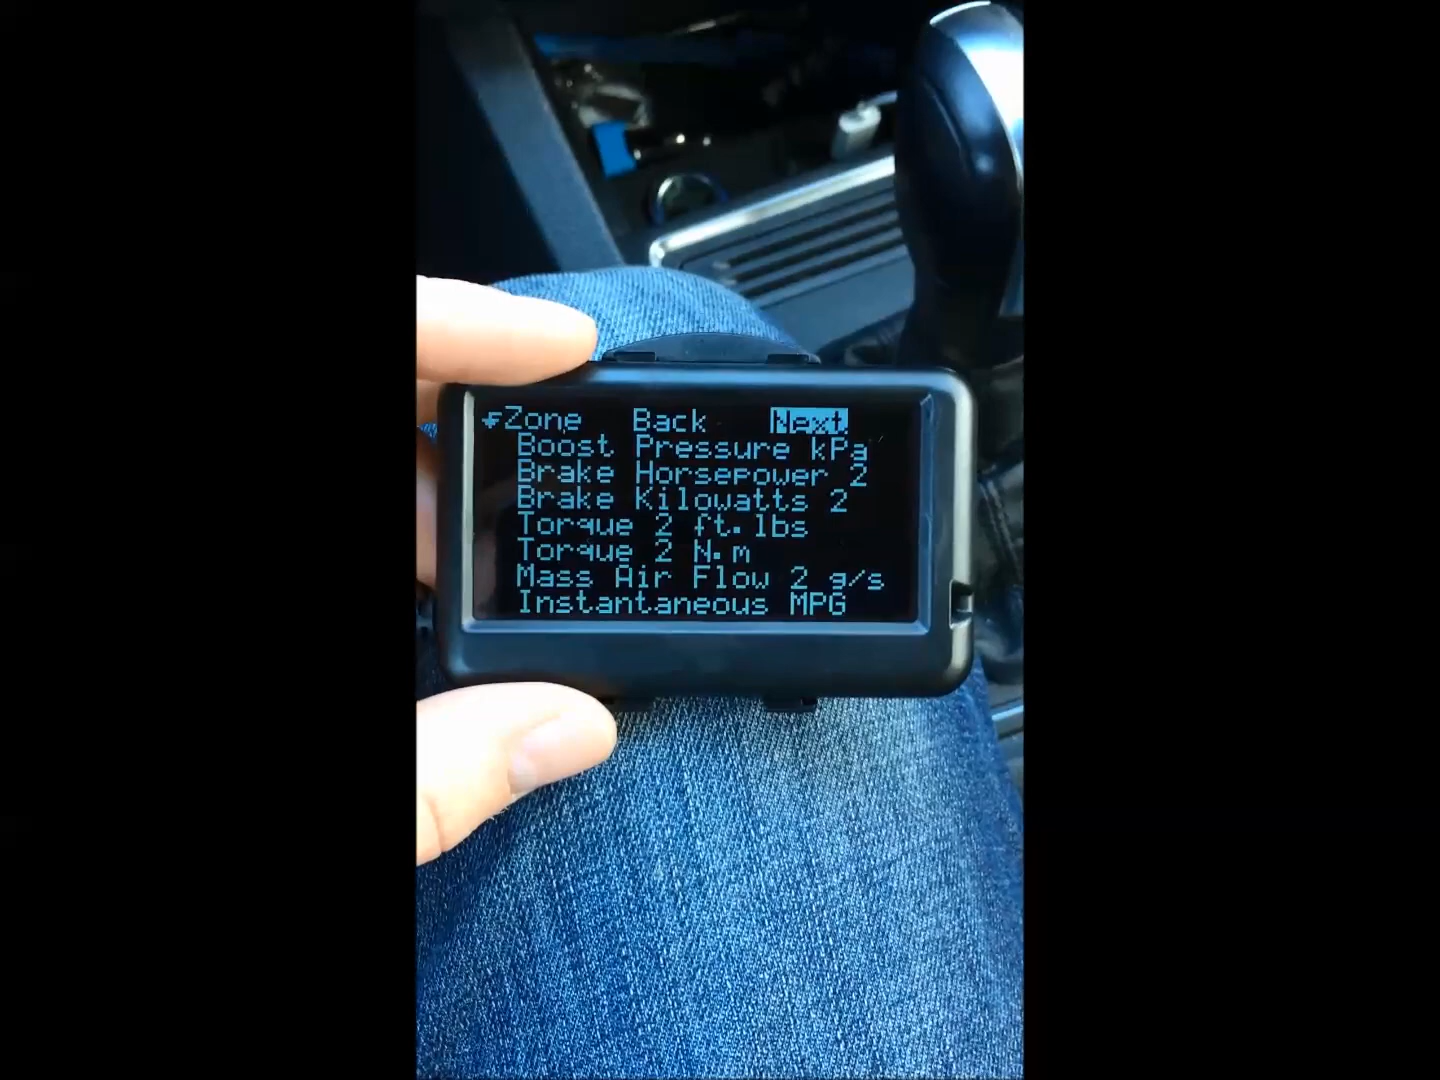 Zone Back Next
Boost Pressure kPa
Brake Horsepower 2
Brake Kilowatts 2
Torque 2 ft.lbs
Torque 2 N.m
Mass Air Flow 2 g/s
Instantaneous MPG